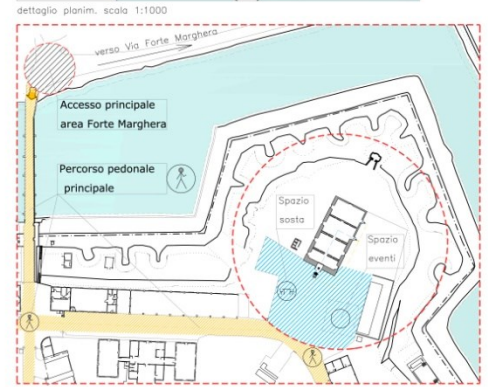 dettaglio planim. scala 1:1000
verso Via Forte Marghera
Accesso principale
area Forte Marghera
Percorso pedonale
principale
Spazio
sosta
Spazio
eventi